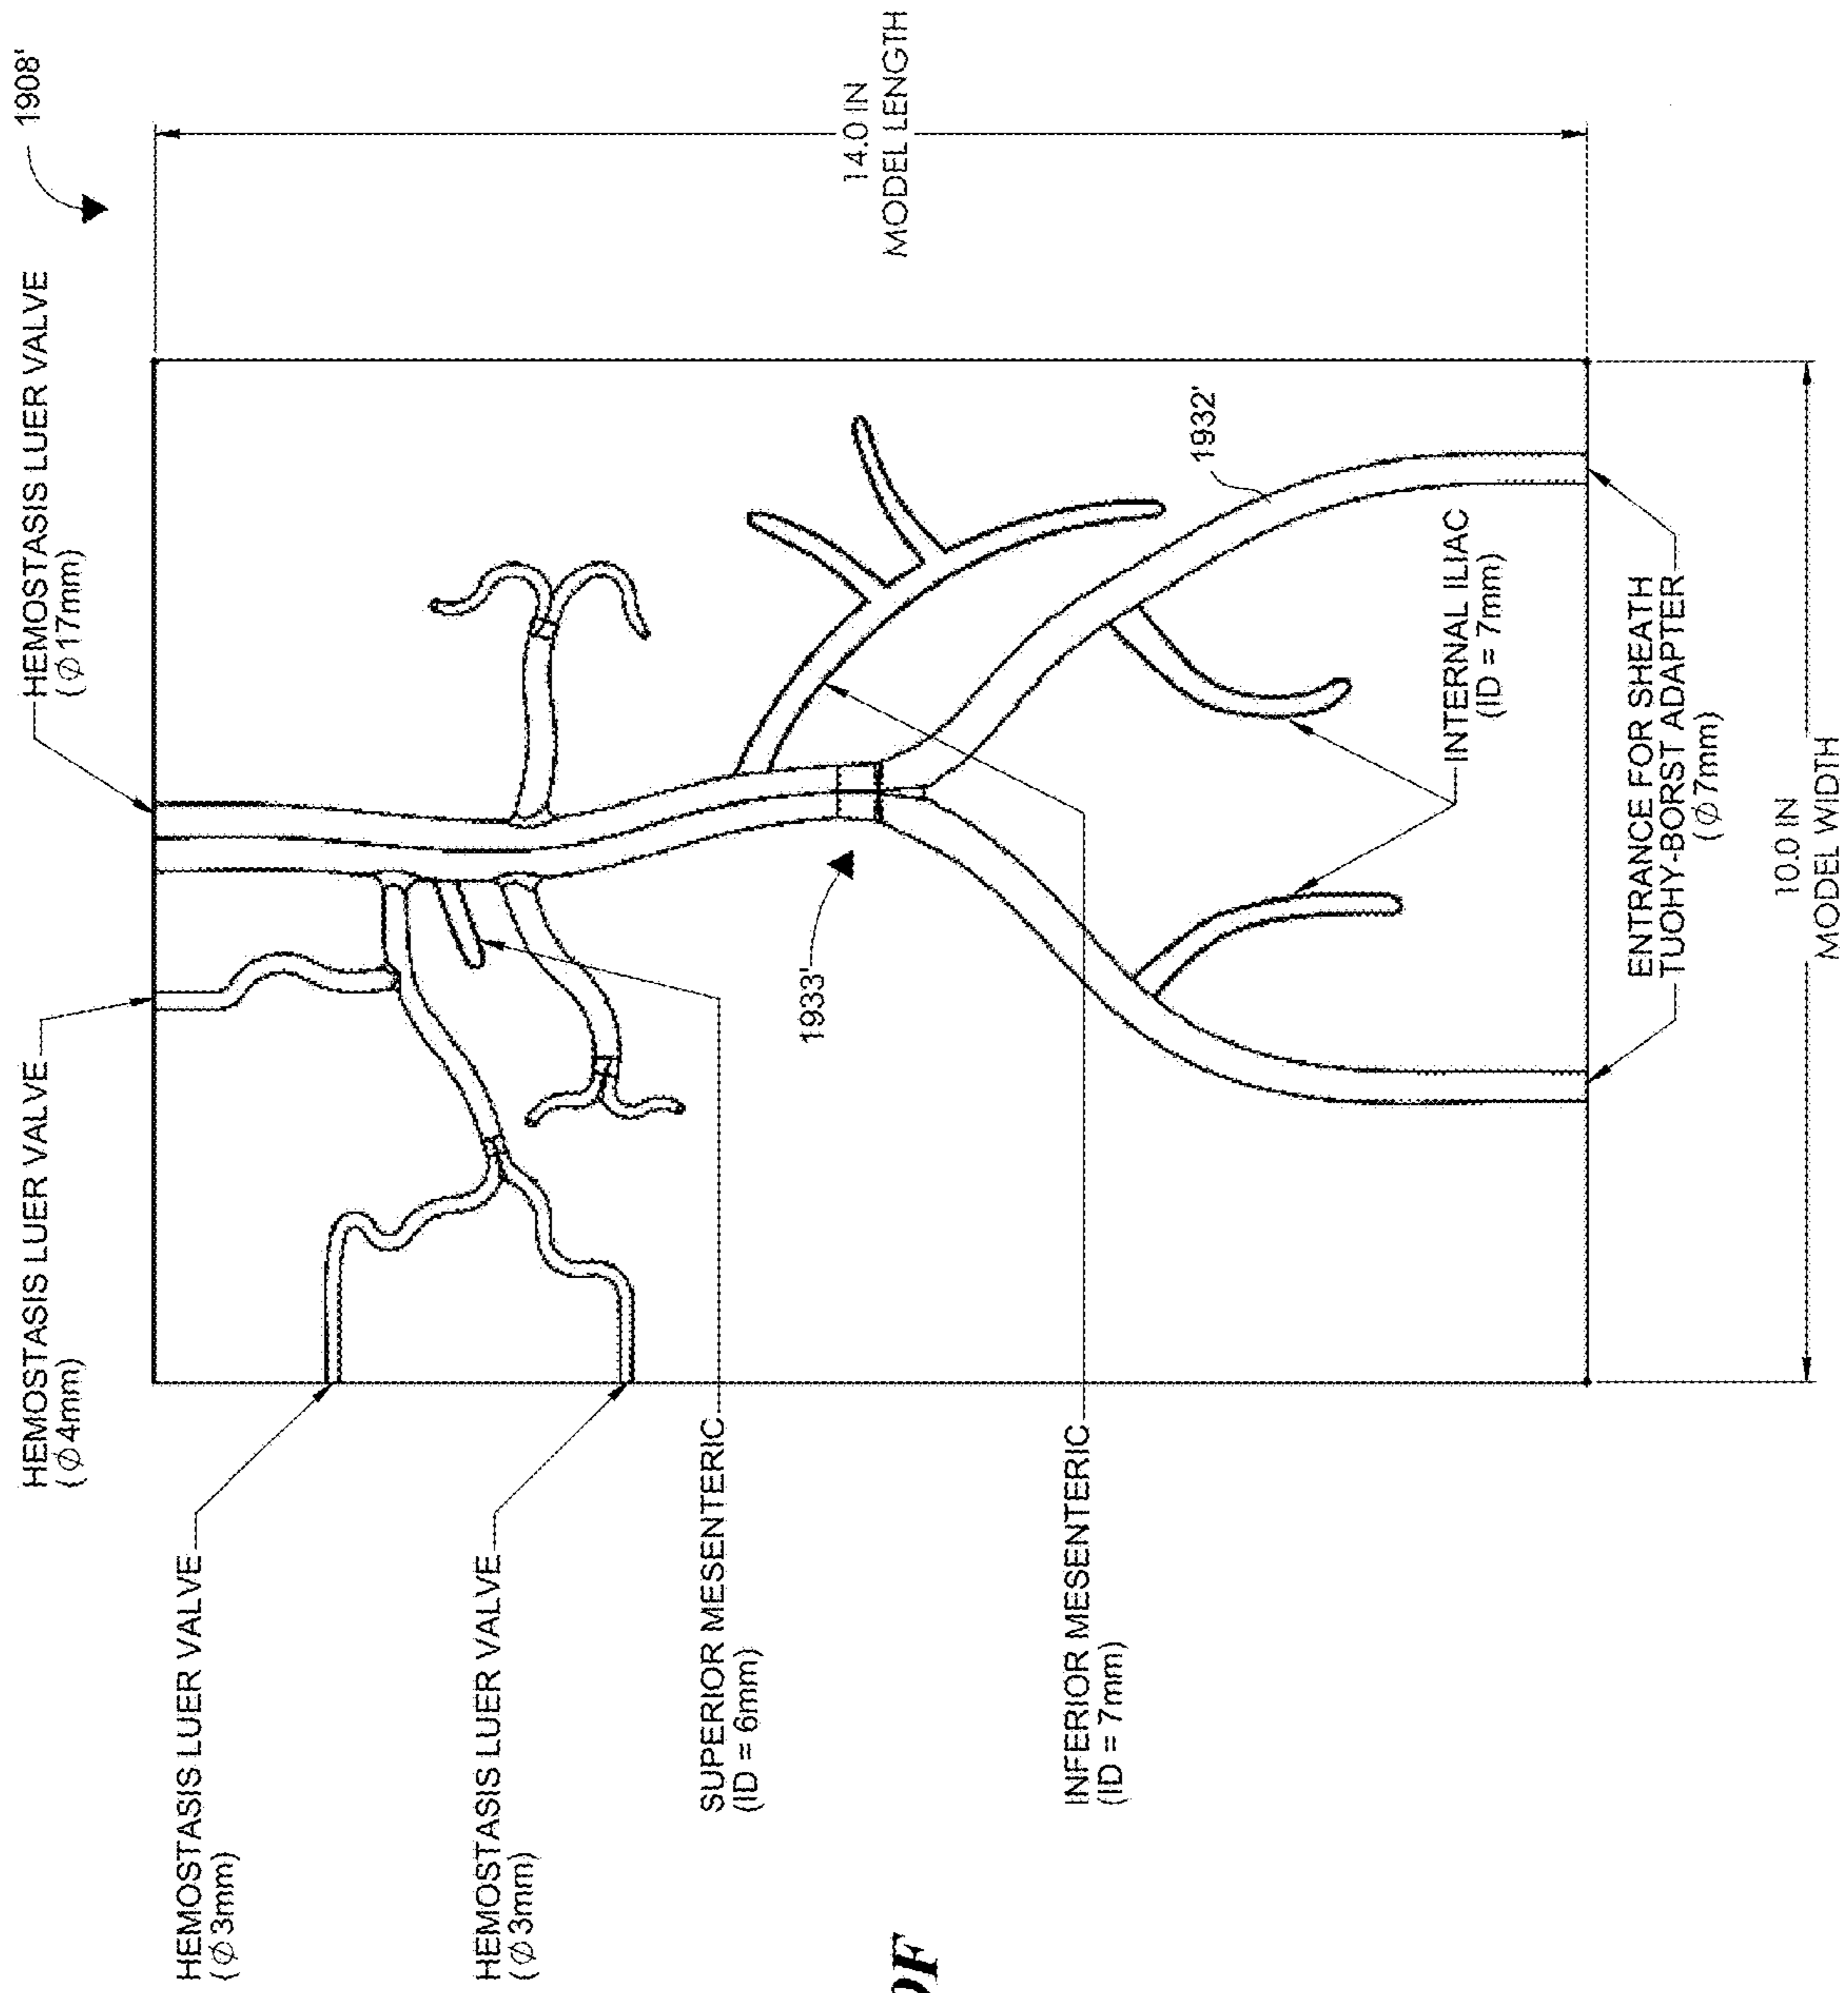 1908'
HEMOSTASIS LUER VALVE
(Ø17mm)
HEMOSTASIS LUER VALVE
(Ø4mm)
HEMOSTASIS LUER VALVE
(Ø3mm)
HEMOSTASIS LUER VALVE
(Ø3mm)
SUPERIOR MESENTERIC
(ID = 6mm)
INFERIOR MESENTERIC
(ID = 7mm)
1933'
1932'
INTERNAL ILIAC
(ID = 7mm)
ENTRANCE FOR SHEATH
TUOHY-BORST ADAPTER
(Ø7mm)
14.0 IN
MODEL LENGTH
10.0 IN
MODEL WIDTH